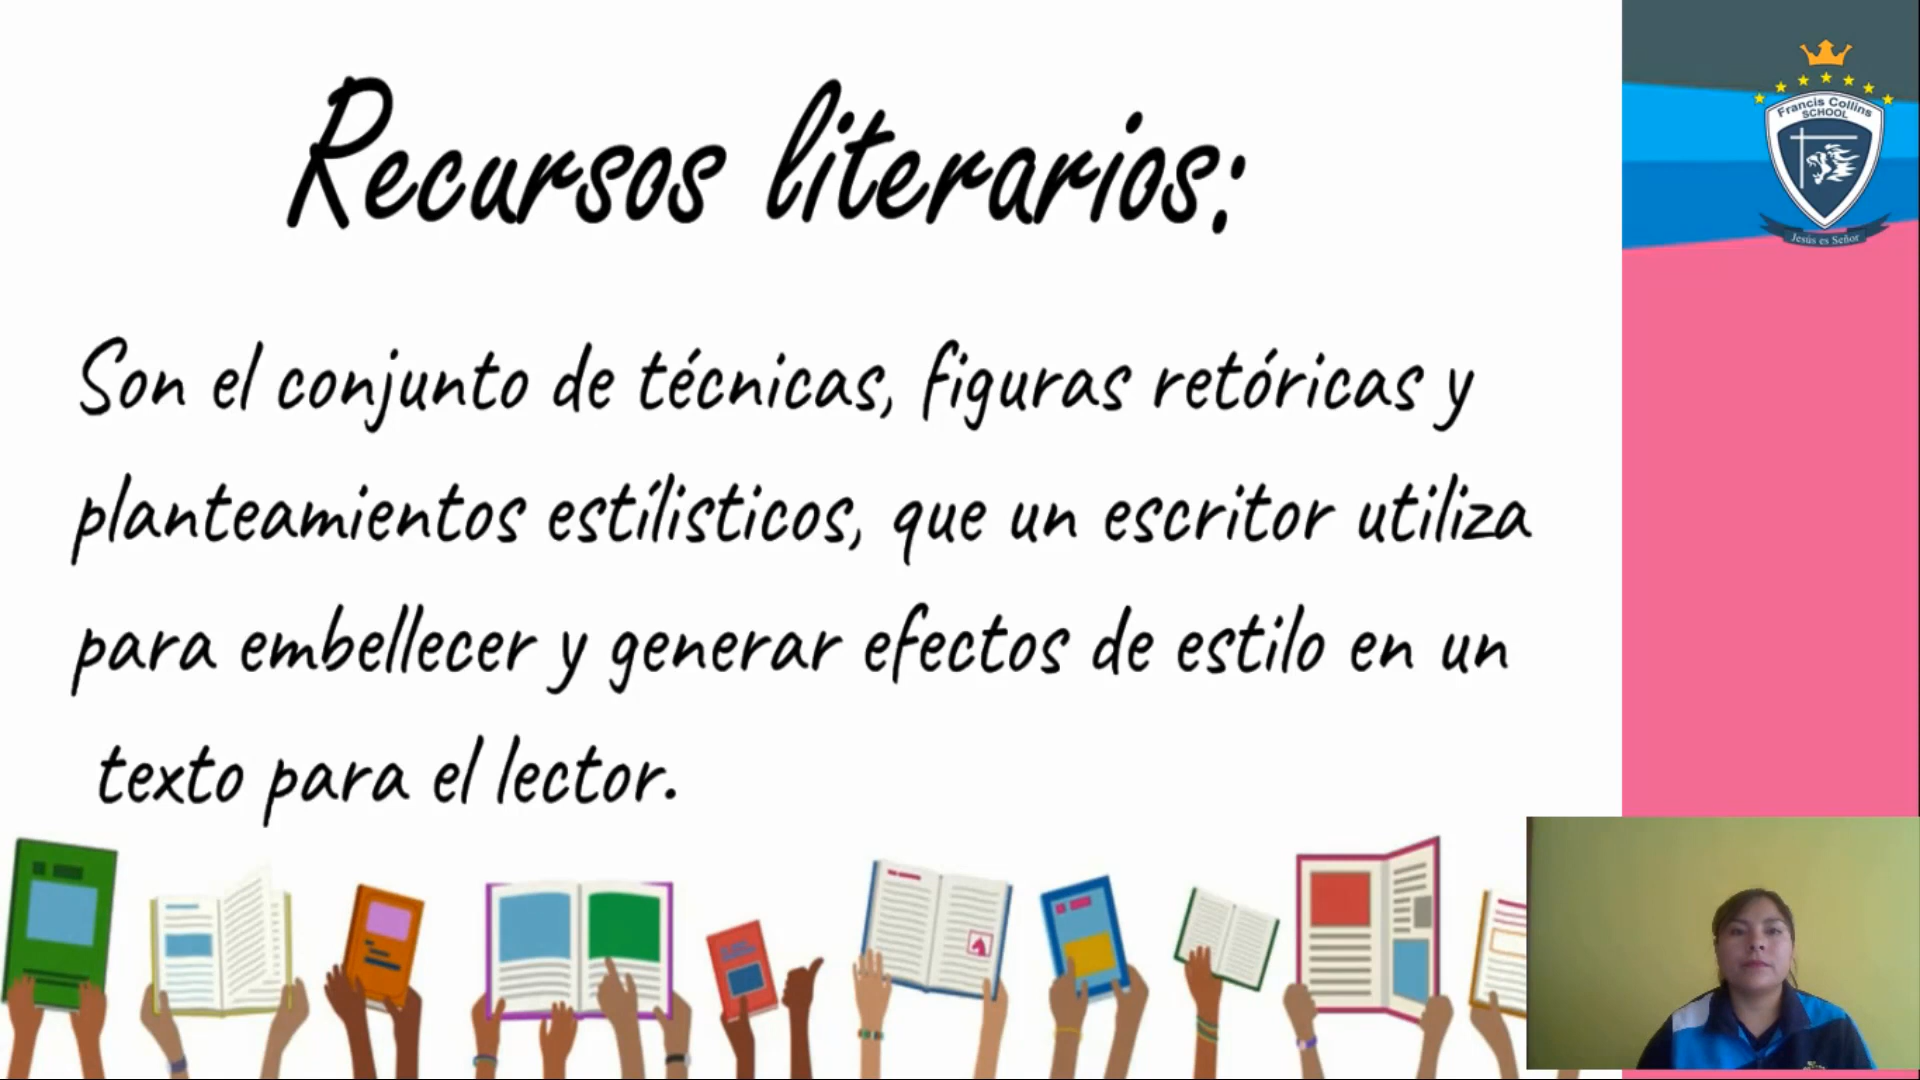 Recursos literarios:
Son el conjunto de técnicas, figuras retóricas y
planteamientos estílisticos, que un escritor utiliza
para embellecer y generar efectos de estilo en un
texto para el lector.
Francis Collins
SCHOOL
Jesús es Señor